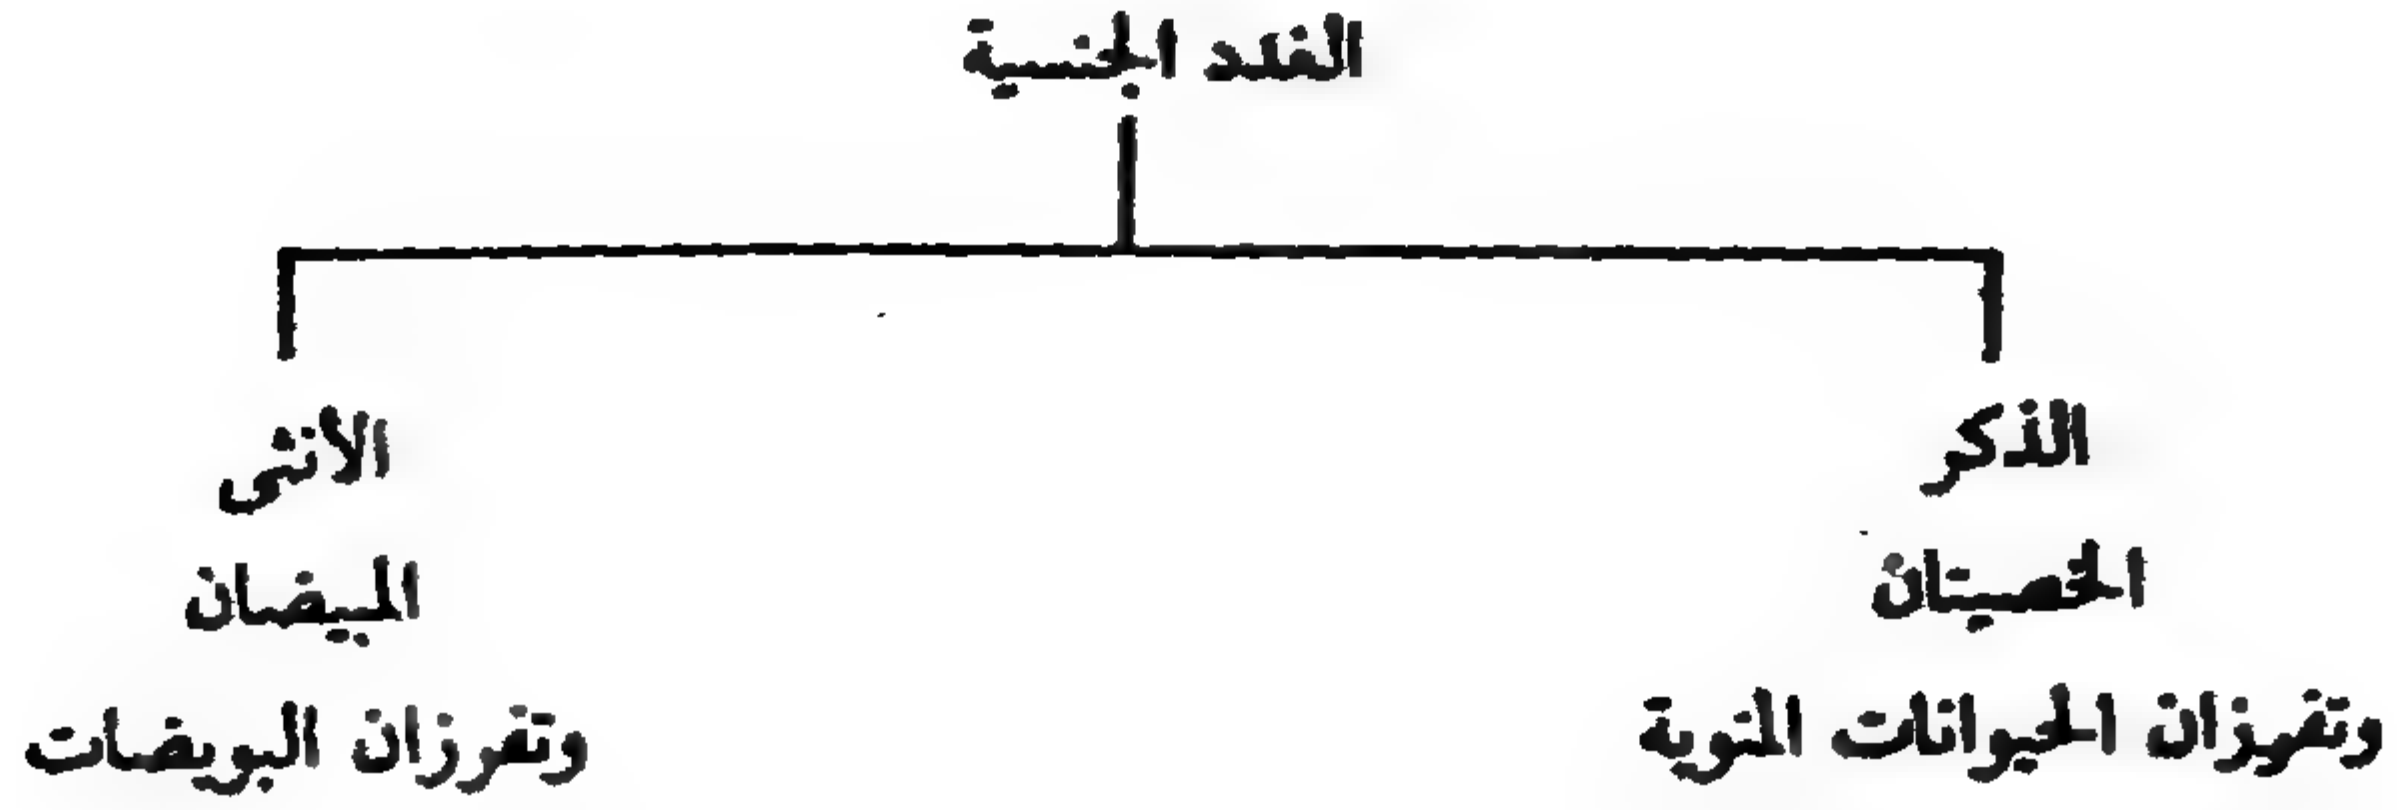 الغدد الجنسية
الذكر
الخصيتان
وتفرزان الحيوانات المنوية
الأنثى
المبيضان
وتفرزان البويضات